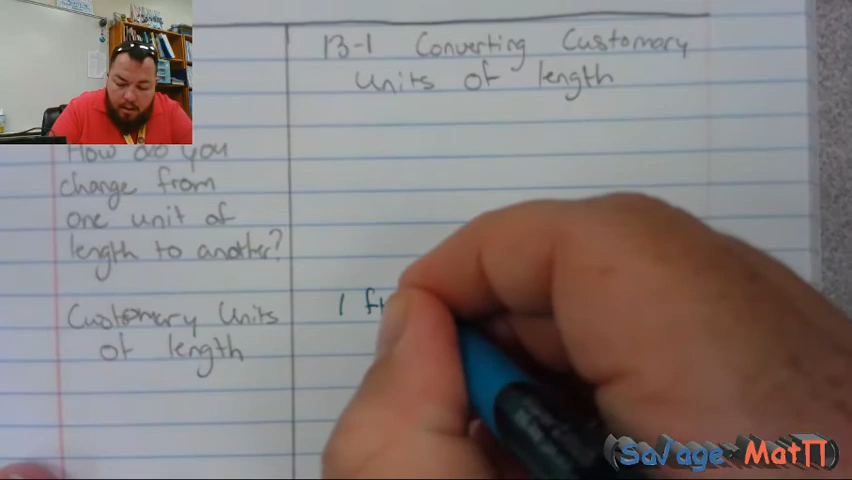 13-1 Converting Customary
Units of length
How do you
change from
one unit of
length to another?
Customary Units
of length
1 ft
Savage MatΠ